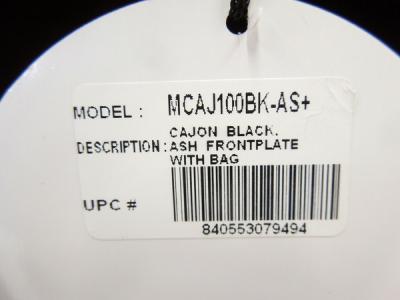 MODEL : MCAJ100BK-AS+
CAJON BLACK.
DESCRIPTION: ASH FRONTPLATE
WITH BAG
UPC #
840553079494